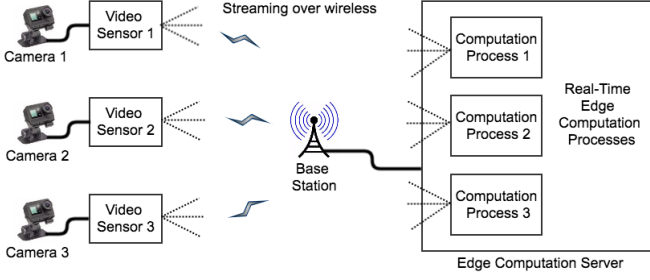 Streaming over wireless
Camera 1
Video
Sensor 1
Computation
Process 1
Camera 2
Video
Sensor 2
Base
Station
Computation
Process 2
Real-Time
Edge
Computation
Processes
Camera 3
Video
Sensor 3
Computation
Process 3
Edge Computation Server